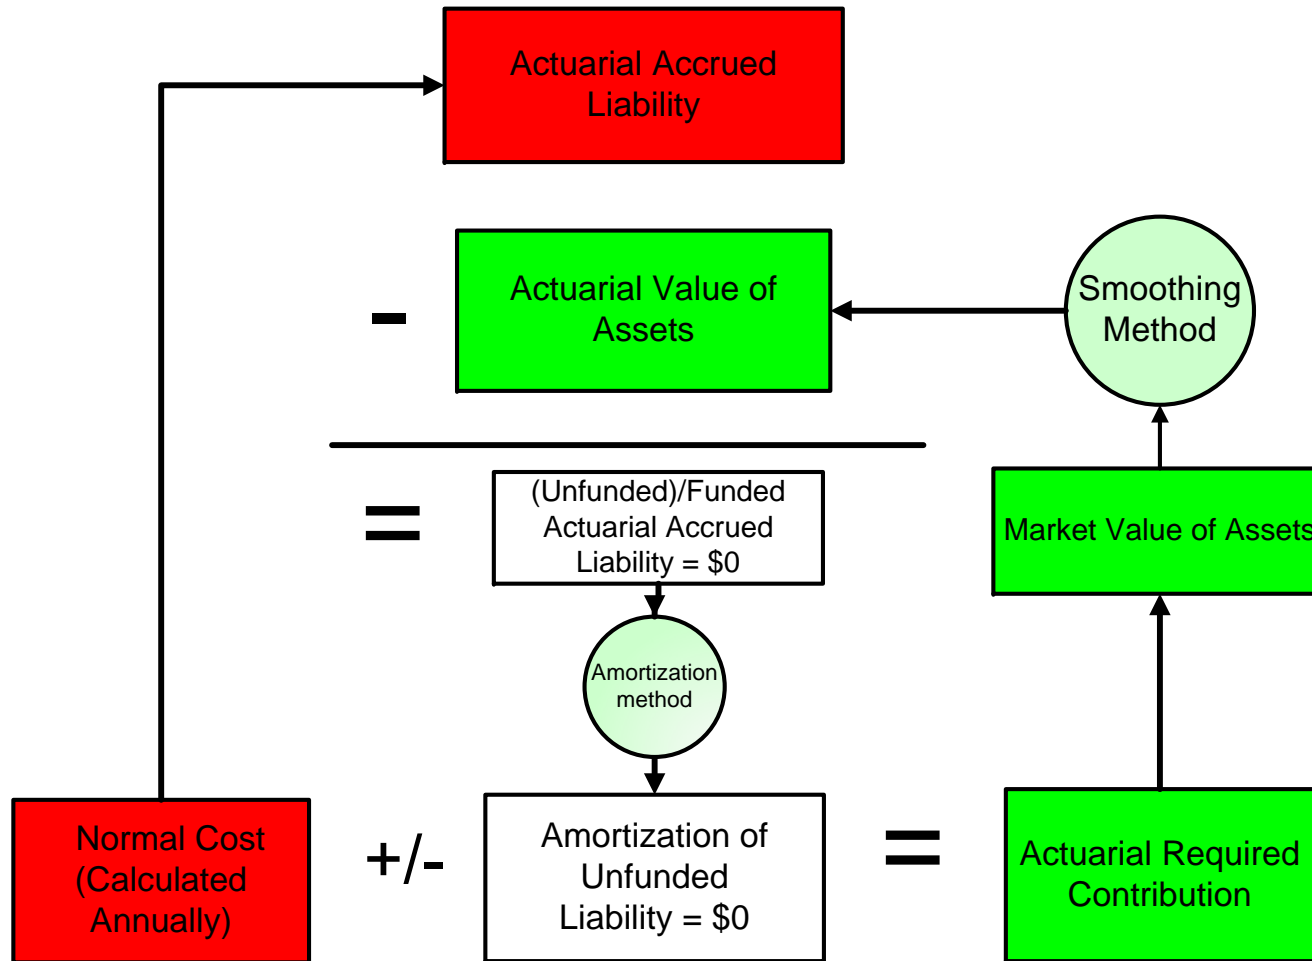 Actuarial Accrued
Liability
-
Actuarial Value of
Assets
Smoothing
Method
=
(Unfunded)/Funded
Actuarial Accrued
Liability = $0
Market Value of Assets
Amortization
method
Normal Cost
(Calculated
Annually)
+/-
Amortization of
Unfunded
Liability = $0
=
Actuarial Required
Contribution